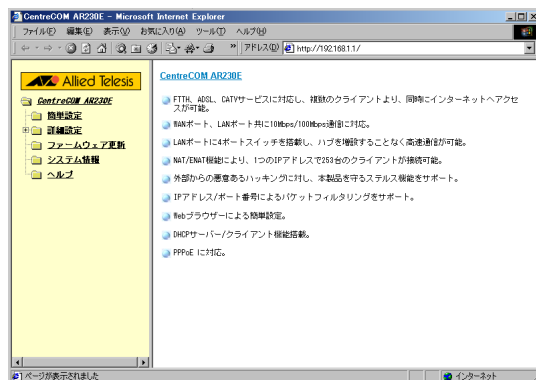 CentreCOM AR230E - Microsoft Internet Explorer
ファイル(F) 編集(E) 表示(V) お気に入り(A) ツール(T) ヘルプ(H)
» アドレス(D) http://192.168.1.1/
Allied Telesis
CentreCOM AR230E
簡単設定
詳細設定
ファームウェア更新
システム情報
ヘルプ
CentreCOM AR230E
FTTH、ADSL、CATVサービスに対応し、複数のクライアントより、同時にインターネットへアクセ
スが可能。
WANポート、LANポート共に10Mbps/100Mbps通信に対応。
LANポートに4ポートスイッチを搭載し、ハブを増設することなく高速通信が可能。
NAT/ENAT機能により、1つのIPアドレスで253台のクライアントが接続可能。
外部からの悪意あるハッキングに対し、本製品を守るステルス機能をサポート。
IPアドレス/ポート番号によるパケットフィルタリングをサポート。
Webブラウザーによる簡単設定。
DHCPサーバー/クライアント機能搭載。
PPPoE に対応。
ページが表示されました
インターネット